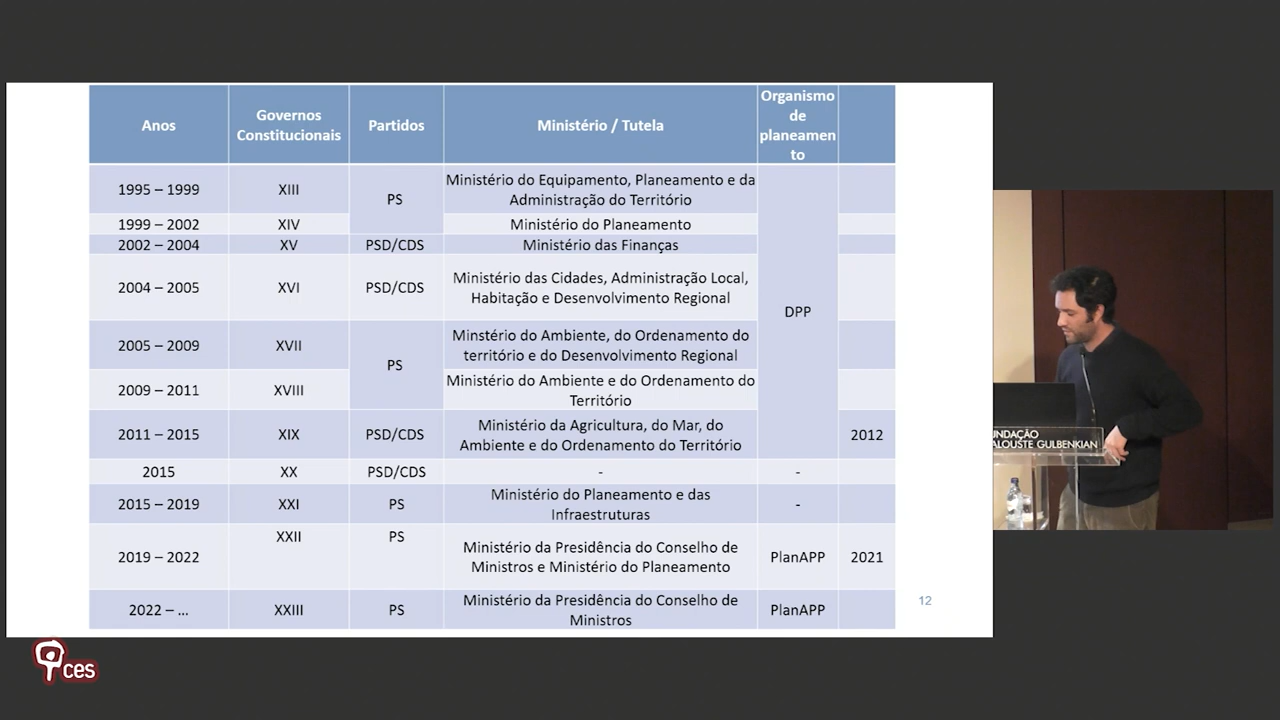 Anos
Governos
Constitucionais
Partidos
Ministério / Tutela
Organismo
de
planeamen
to
1995 – 1999
XIII
PS
Ministério do Equipamento, Planeamento e da
Administração do Território
DPP
1999 – 2002
XIV
Ministério do Planeamento
2002 – 2004
XV
PSD/CDS
Ministério das Finanças
2004 – 2005
XVI
PSD/CDS
Ministério das Cidades, Administração Local,
Habitação e Desenvolvimento Regional
2005 – 2009
XVII
PS
Minstério do Ambiente, do Ordenamento do
território e do Desenvolvimento Regional
2009 – 2011
XVIII
Ministério do Ambiente e do Ordenamento do
Território
2011 – 2015
XIX
PSD/CDS
Ministério da Agricultura, do Mar, do
Ambiente e do Ordenamento do Território
2012
2015
XX
PSD/CDS
-
-
2015 – 2019
XXI
PS
Ministério do Planeamento e das
Infraestruturas
-
2019 – 2022
XXII
PS
Ministério da Presidência do Conselho de
Ministros e Ministério do Planeamento
PlanAPP
2021
2022 – ...
XXIII
PS
Ministério da Presidência do Conselho de
Ministros
PlanAPP
12
UNDAÇÃO
ALOUSTE GULBENKIAN
ces